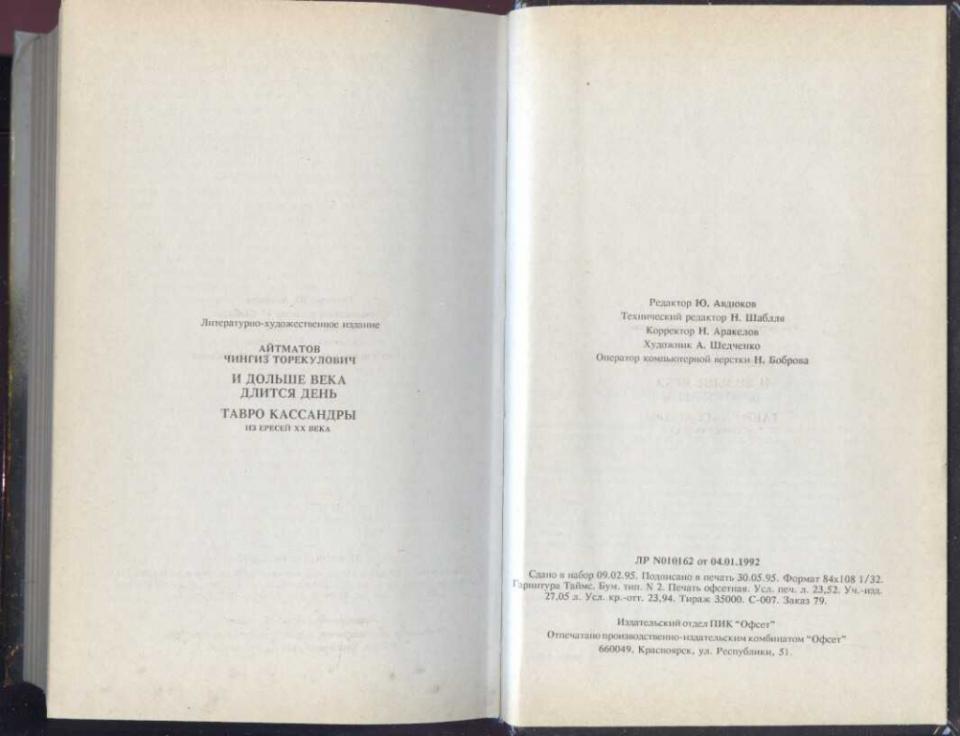 Литературно-художественное издание
АЙТМАТОВ
ЧИНГИЗ ТОРЕКУЛОВИЧ
И ДОЛЬШЕ ВЕКА
ДЛИТСЯ ДЕНЬ
ТАВРО КАССАНДРЫ
ИЗ ЕРЕСЕЙ XX ВЕКА
Редактор Ю. Авдюков
Технический редактор Н. Шабля
Корректор Н. Аракелов
Художник А. Шедченко
Оператор компьютерной верстки Н. Боброва
ЛР N010162 от 04.01.1992
Сдано в набор 09.02.95. Подписано в печать 30.05.95. Формат 84х108 1/32.
Гарнитура Таймс. Бум. тип. N 2. Печать офсетная. Усл. печ. л. 23,52. Уч.-изд.
27,05 л. Усл. кр.-отт. 23,94. Тираж 35000. С-007. Заказ 79.
Издательский отдел ПИК "Офсет"
Отпечатано производственно-издательским комбинатом "Офсет"
660049, Красноярск, ул. Республики, 51.